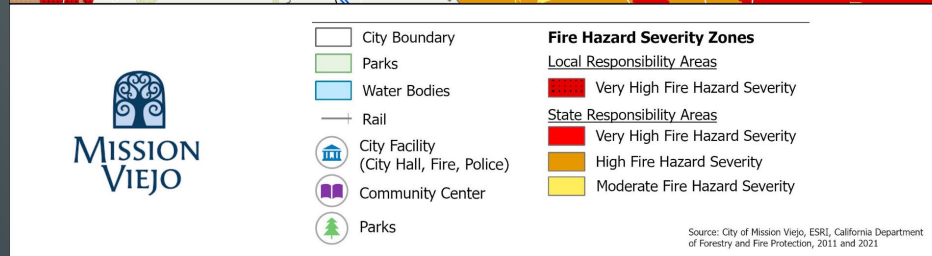 MISSION
VIEJO
City Boundary
Parks
Water Bodies
Rail
City Facility
(City Hall, Fire, Police)
Community Center
Parks
Fire Hazard Severity Zones
Local Responsibility Areas
Very High Fire Hazard Severity
State Responsibility Areas
Very High Fire Hazard Severity
High Fire Hazard Severity
Moderate Fire Hazard Severity
Source: City of Mission Viejo, ESRI, California Department
of Forestry and Fire Protection, 2011 and 2021